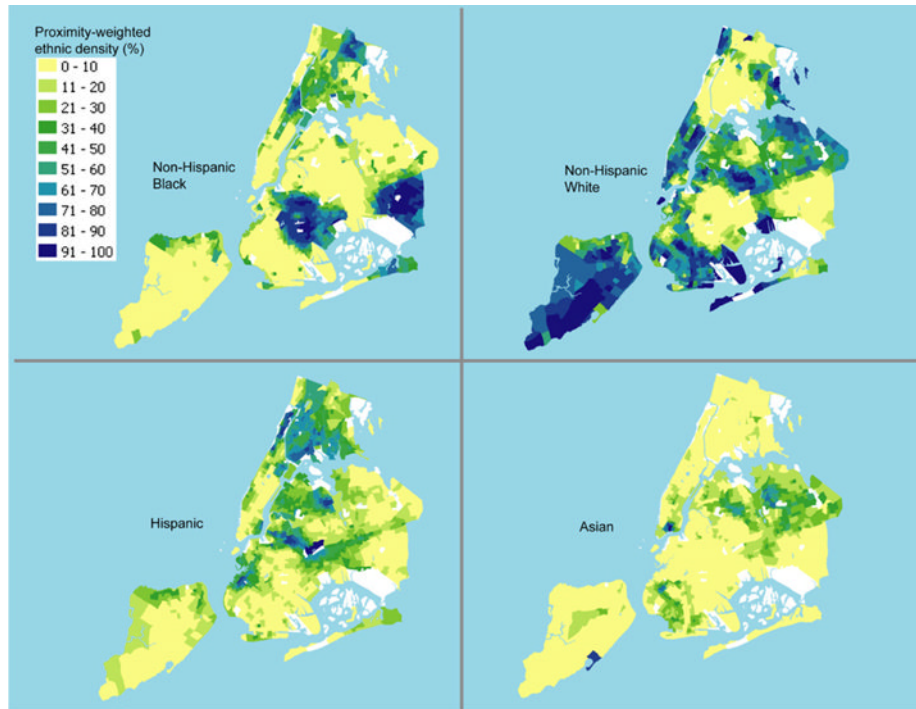 Proximity-weighted
ethnic density (%)
0 - 10
11 - 20
21 - 30
31 - 40
41 - 50
51 - 60
61 - 70
71 - 80
81 - 90
91 - 100
Non-Hispanic
Black
Non-Hispanic
White
Hispanic
Asian